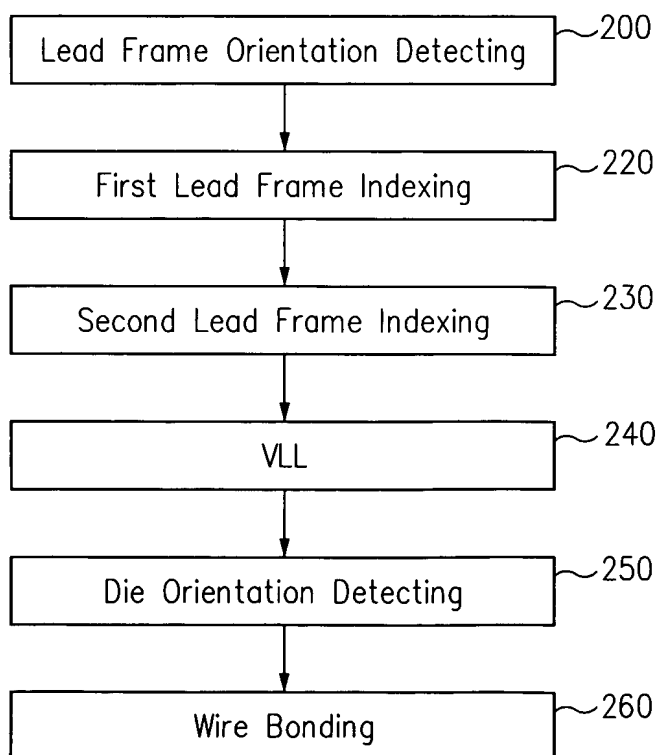 Lead Frame Orientation Detecting 200
First Lead Frame Indexing 220
Second Lead Frame Indexing 230
VLL 240
Die Orientation Detecting 250
Wire Bonding 260